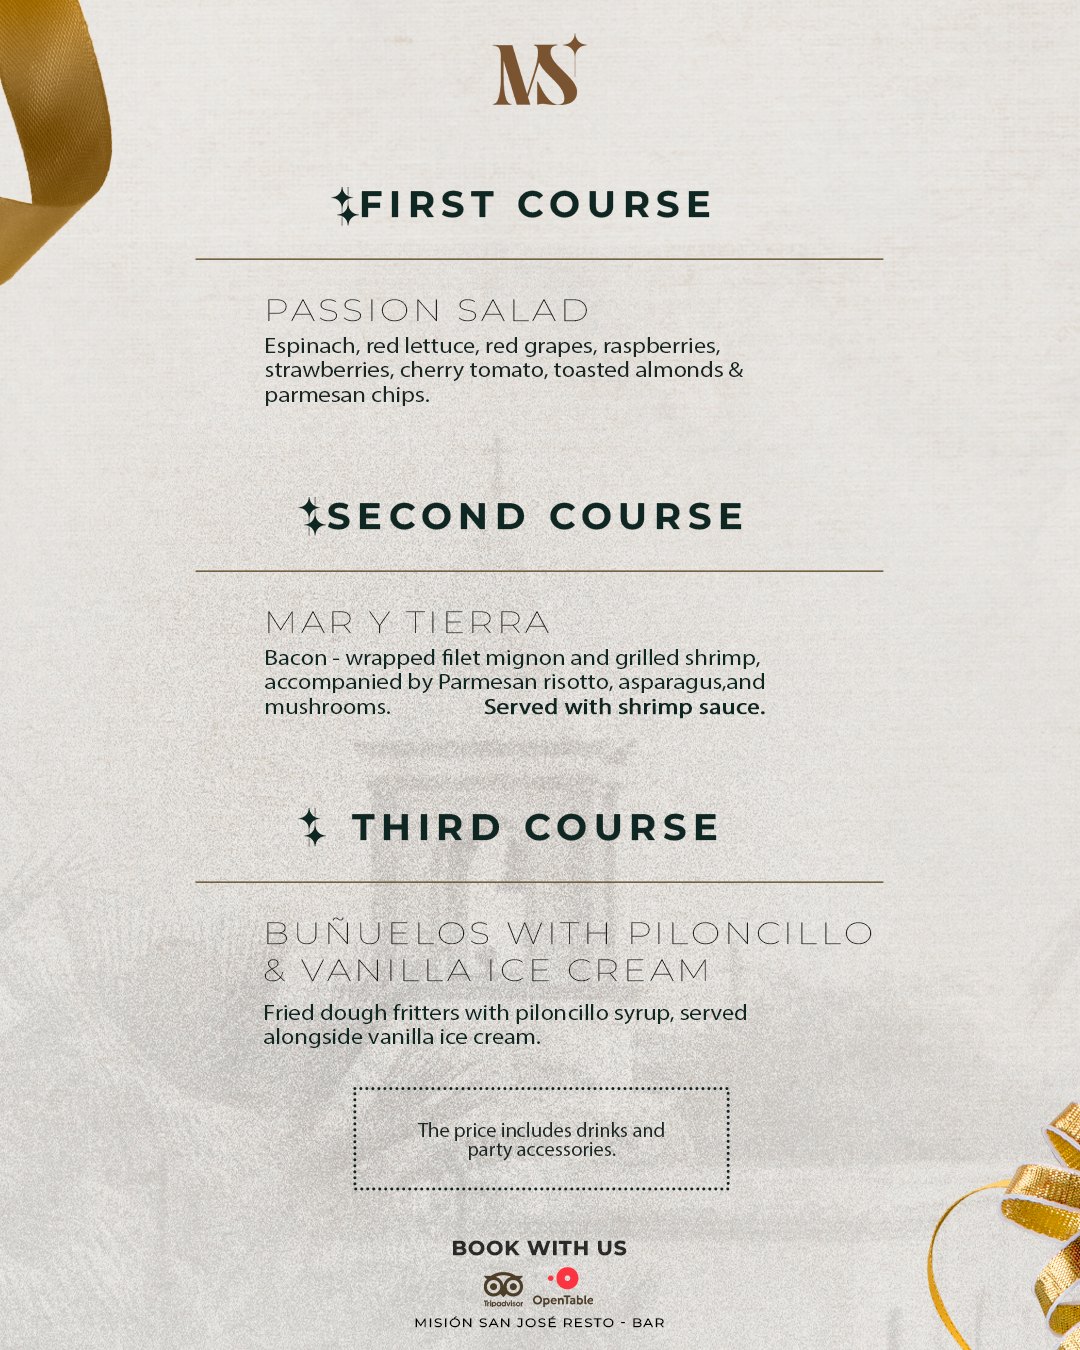 MS
FIRST COURSE
PASSION SALAD
Espinach, red lettuce, red grapes, raspberries,
strawberries, cherry tomato, toasted almonds &
parmesan chips.
SECOND COURSE
MAR Y TIERRA
Bacon - wrapped filet mignon and grilled shrimp,
accompanied by Parmesan risotto, asparagus,and
mushrooms. Served with shrimp sauce.
THIRD COURSE
BUÑUELOS WITH PILONCILLO
& VANILLA ICE CREAM
Fried dough fritters with piloncillo syrup, served
alongside vanilla ice cream.
The price includes drinks and
party accessories.
BOOK WITH US
Tripadvisor OpenTable
MISIÓN SAN JOSÉ RESTO - BAR